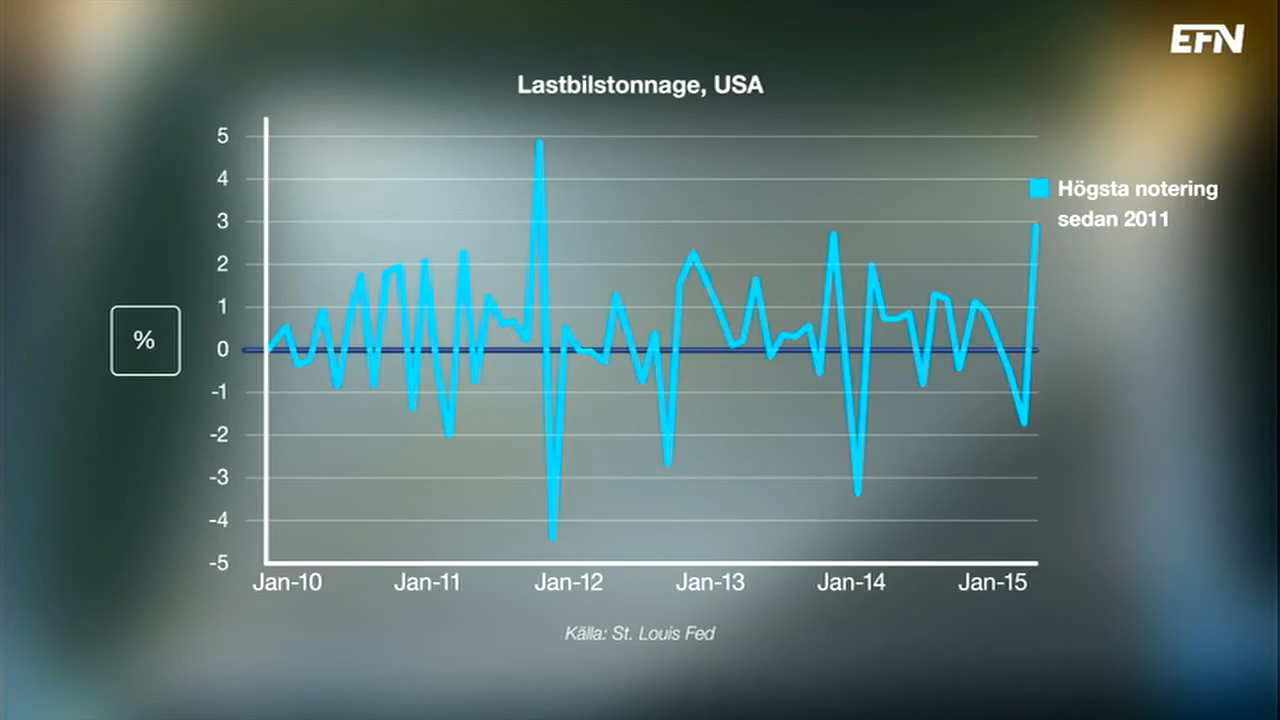 EFN
Lastbilstonnage, USA
5
4
3
2
1
0
-1
-2
-3
-4
-5
%
Högsta notering
sedan 2011
Jan-10 Jan-11 Jan-12 Jan-13 Jan-14 Jan-15
Källa: St. Louis Fed